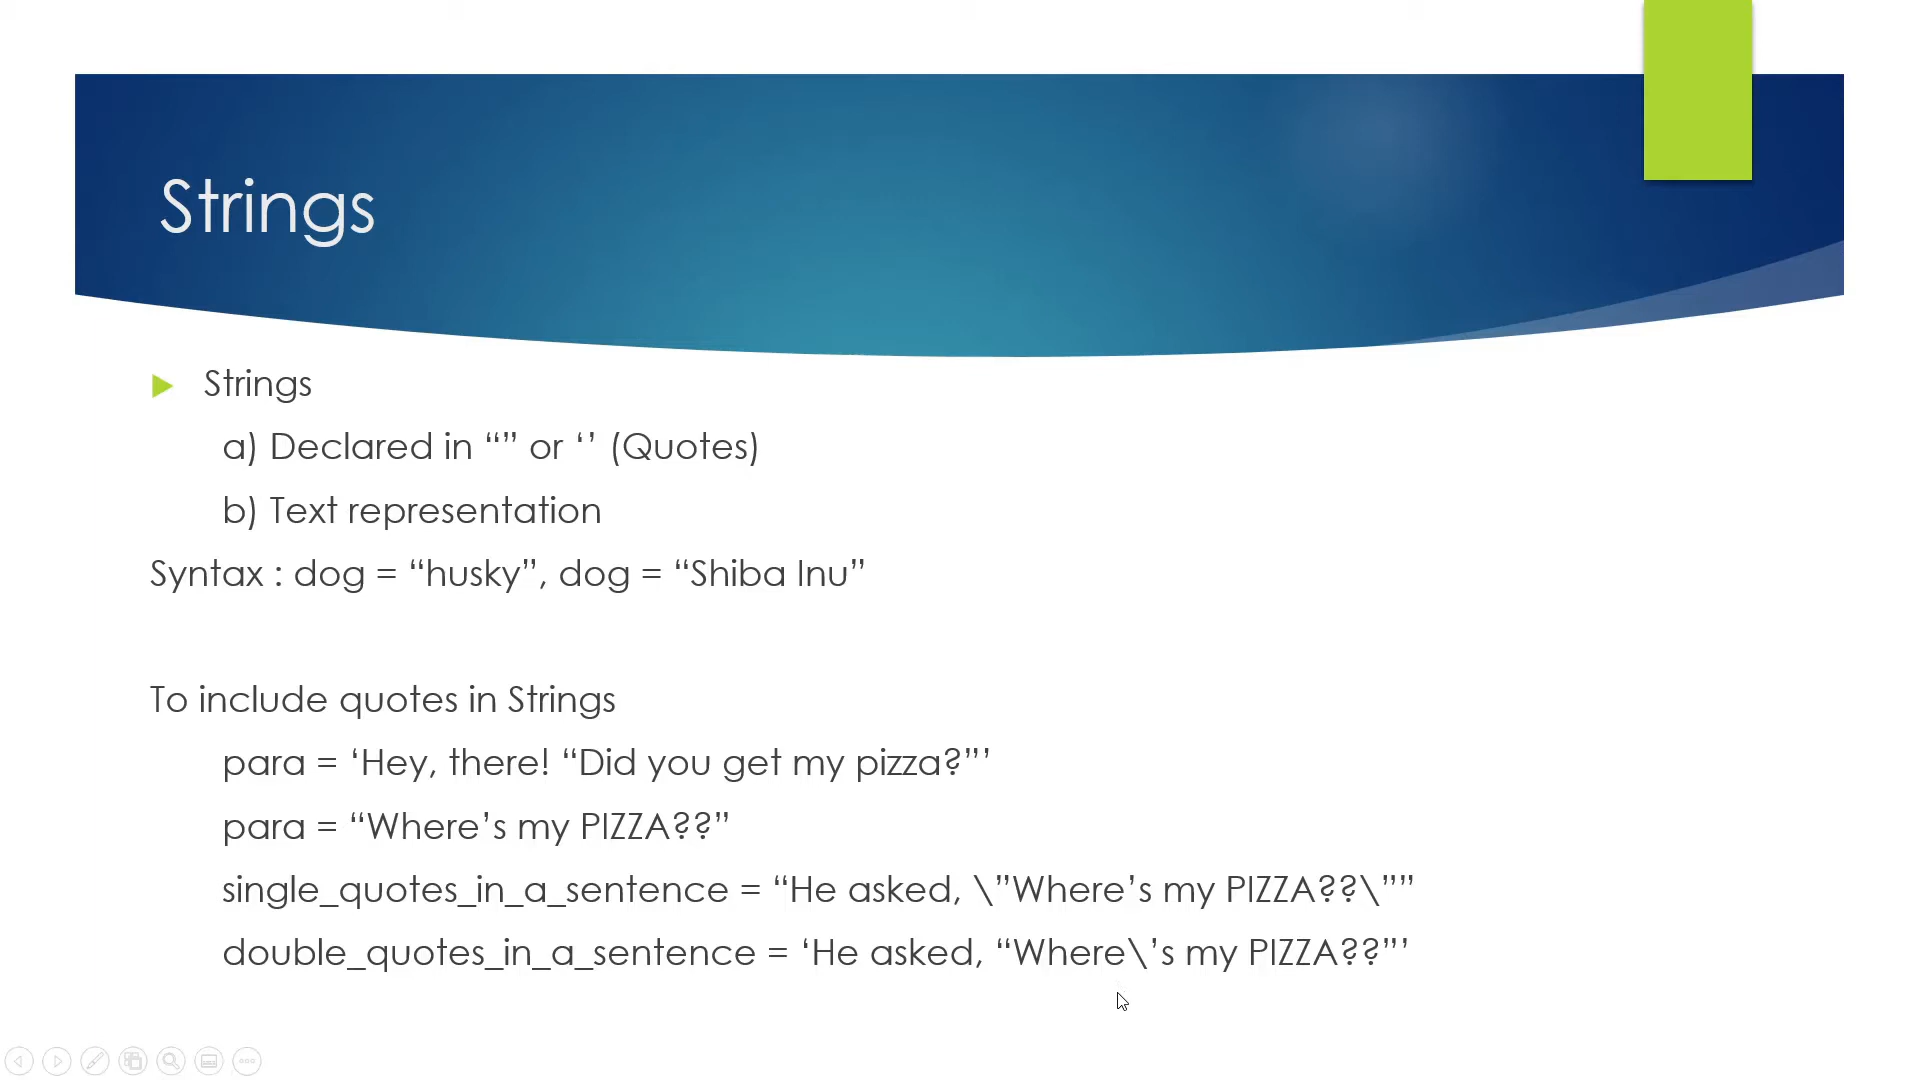 Strings
Strings
a) Declared in “” or ‘’ (Quotes)
b) Text representation
Syntax : dog = “husky”, dog = “Shiba Inu”
To include quotes in Strings
para = ‘Hey, there! “Did you get my pizza?”’
para = “Where’s my PIZZA??”
single_quotes_in_a_sentence = “He asked, \”Where’s my PIZZA??\””
double_quotes_in_a_sentence = ‘He asked, “Where\’s my PIZZA??”’